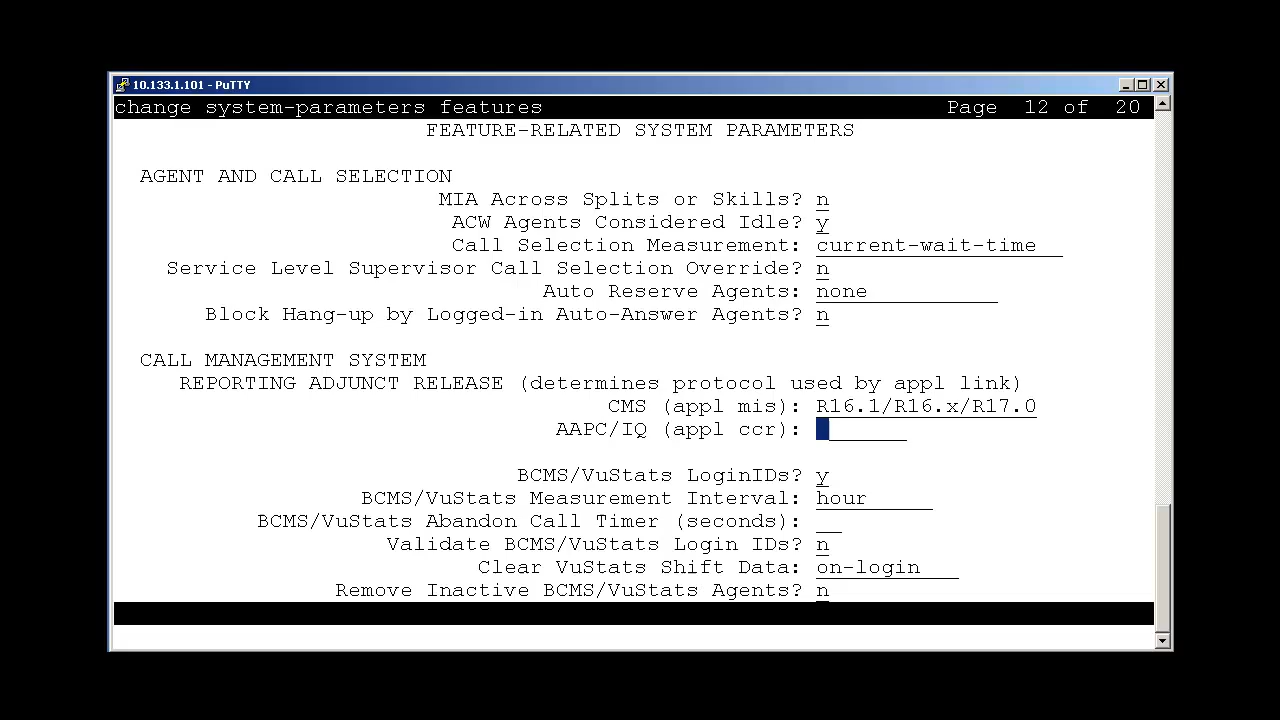 10.133.1.101 - PuTTY
change system-parameters features Page 12 of 20
FEATURE-RELATED SYSTEM PARAMETERS
AGENT AND CALL SELECTION
MIA Across Splits or Skills? n
ACW Agents Considered Idle? y
Call Selection Measurement: current-wait-time
Service Level Supervisor Call Selection Override? n
Auto Reserve Agents: none
Block Hang-up by Logged-in Auto-Answer Agents? n
CALL MANAGEMENT SYSTEM
REPORTING ADJUNCT RELEASE (determines protocol used by appl link)
CMS (appl mis): R16.1/R16.x/R17.0
AAPC/IQ (appl ccr):
BCMS/VuStats LoginIDs? y
BCMS/VuStats Measurement Interval: hour
BCMS/VuStats Abandon Call Timer (seconds):
Validate BCMS/VuStats Login IDs? n
Clear VuStats Shift Data: on-login
Remove Inactive BCMS/VuStats Agents? n